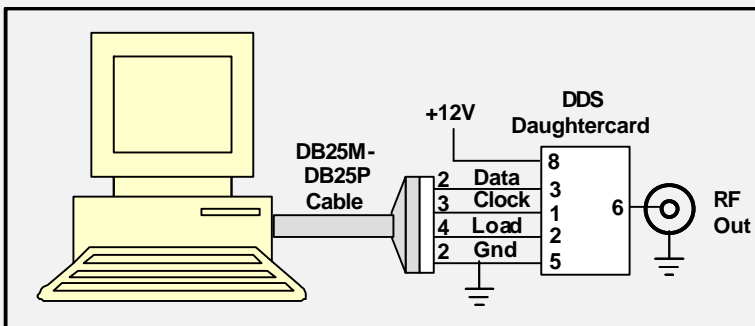 DDS
Daughtercard
+12V
DB25M-
DB25P
Cable
8
2 Data 3
3 Clock 1
4 Load 2
2 Gnd 5
6
RF
Out